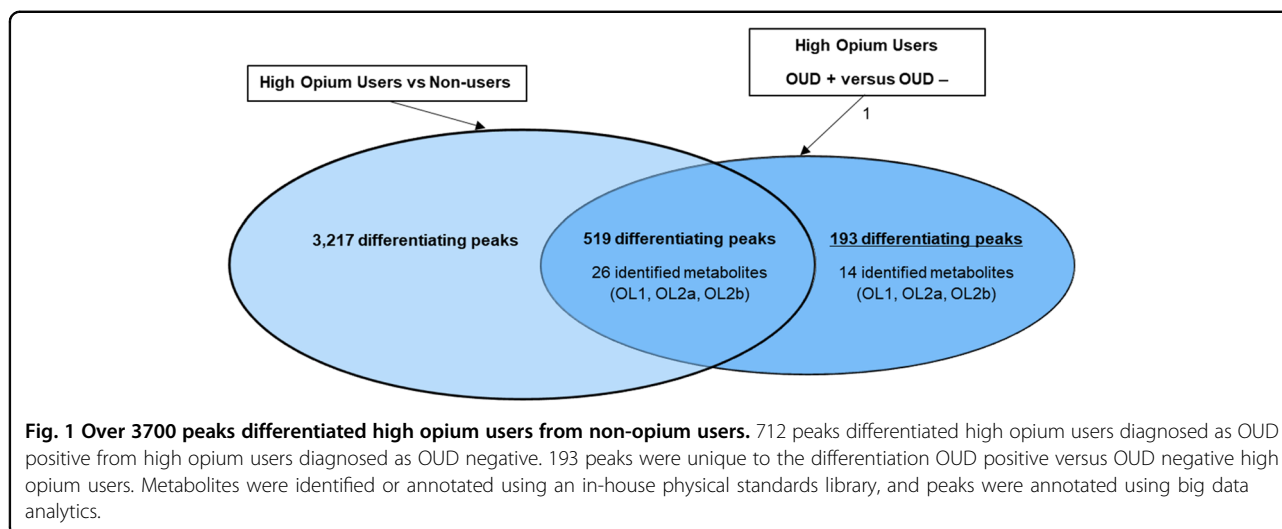 High Opium Users
OUD + versus OUD –
High Opium Users vs Non-users
1
3,217 differentiating peaks
519 differentiating peaks
26 identified metabolites
(OL1, OL2a, OL2b)
193 differentiating peaks
14 identified metabolites
(OL1, OL2a, OL2b)
Fig. 1 Over 3700 peaks differentiated high opium users from non-opium users. 712 peaks differentiated high opium users diagnosed as OUD
positive from high opium users diagnosed as OUD negative. 193 peaks were unique to the differentiation OUD positive versus OUD negative high
opium users. Metabolites were identified or annotated using an in-house physical standards library, and peaks were annotated using big data
analytics.